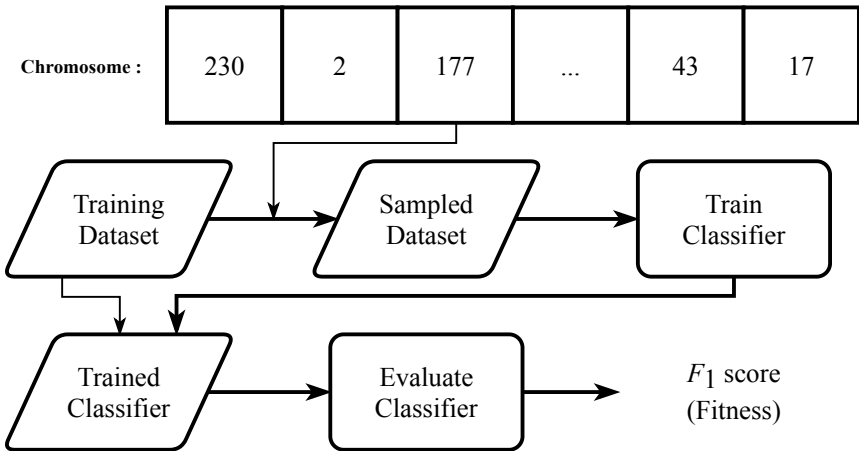 Chromosome : 230 2 177 ... 43 17
Training
Dataset
Sampled
Dataset
Train
Classifier
Trained
Classifier
Evaluate
Classifier
F1 score
(Fitness)